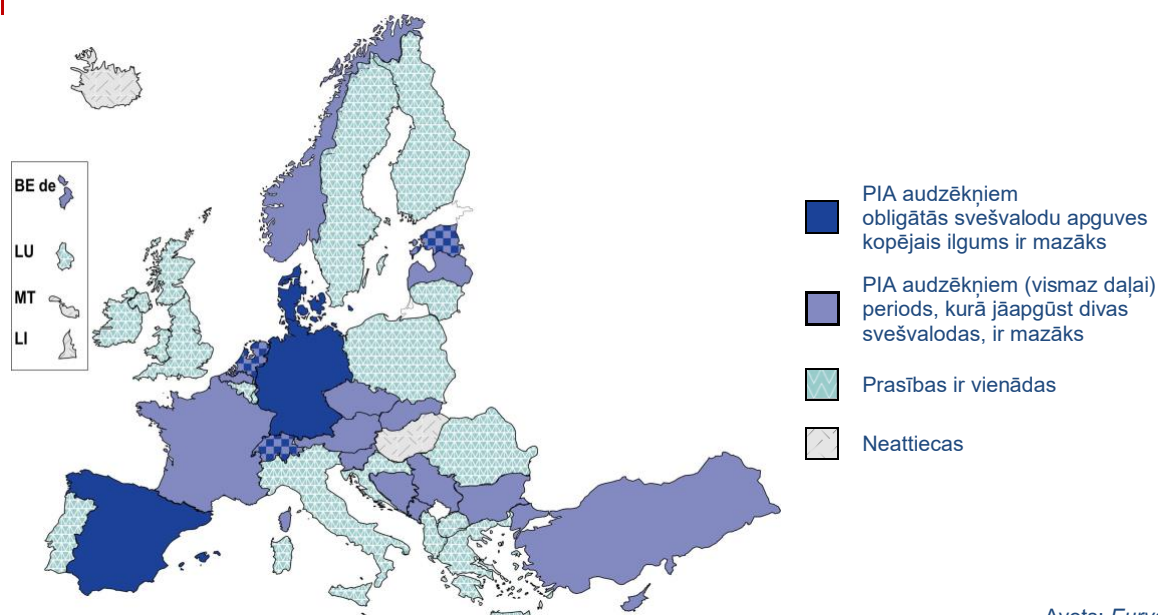 BE de
LU
MT
LI
PIA audzēkņiem
obligātās svešvalodu apguves
kopējais ilgums ir mazāks
PIA audzēkņiem (vismaz daļai)
periods, kurā jāapgūst divas
svešvalodas, ir mazāks
Prasības ir vienādas
Neattiecas